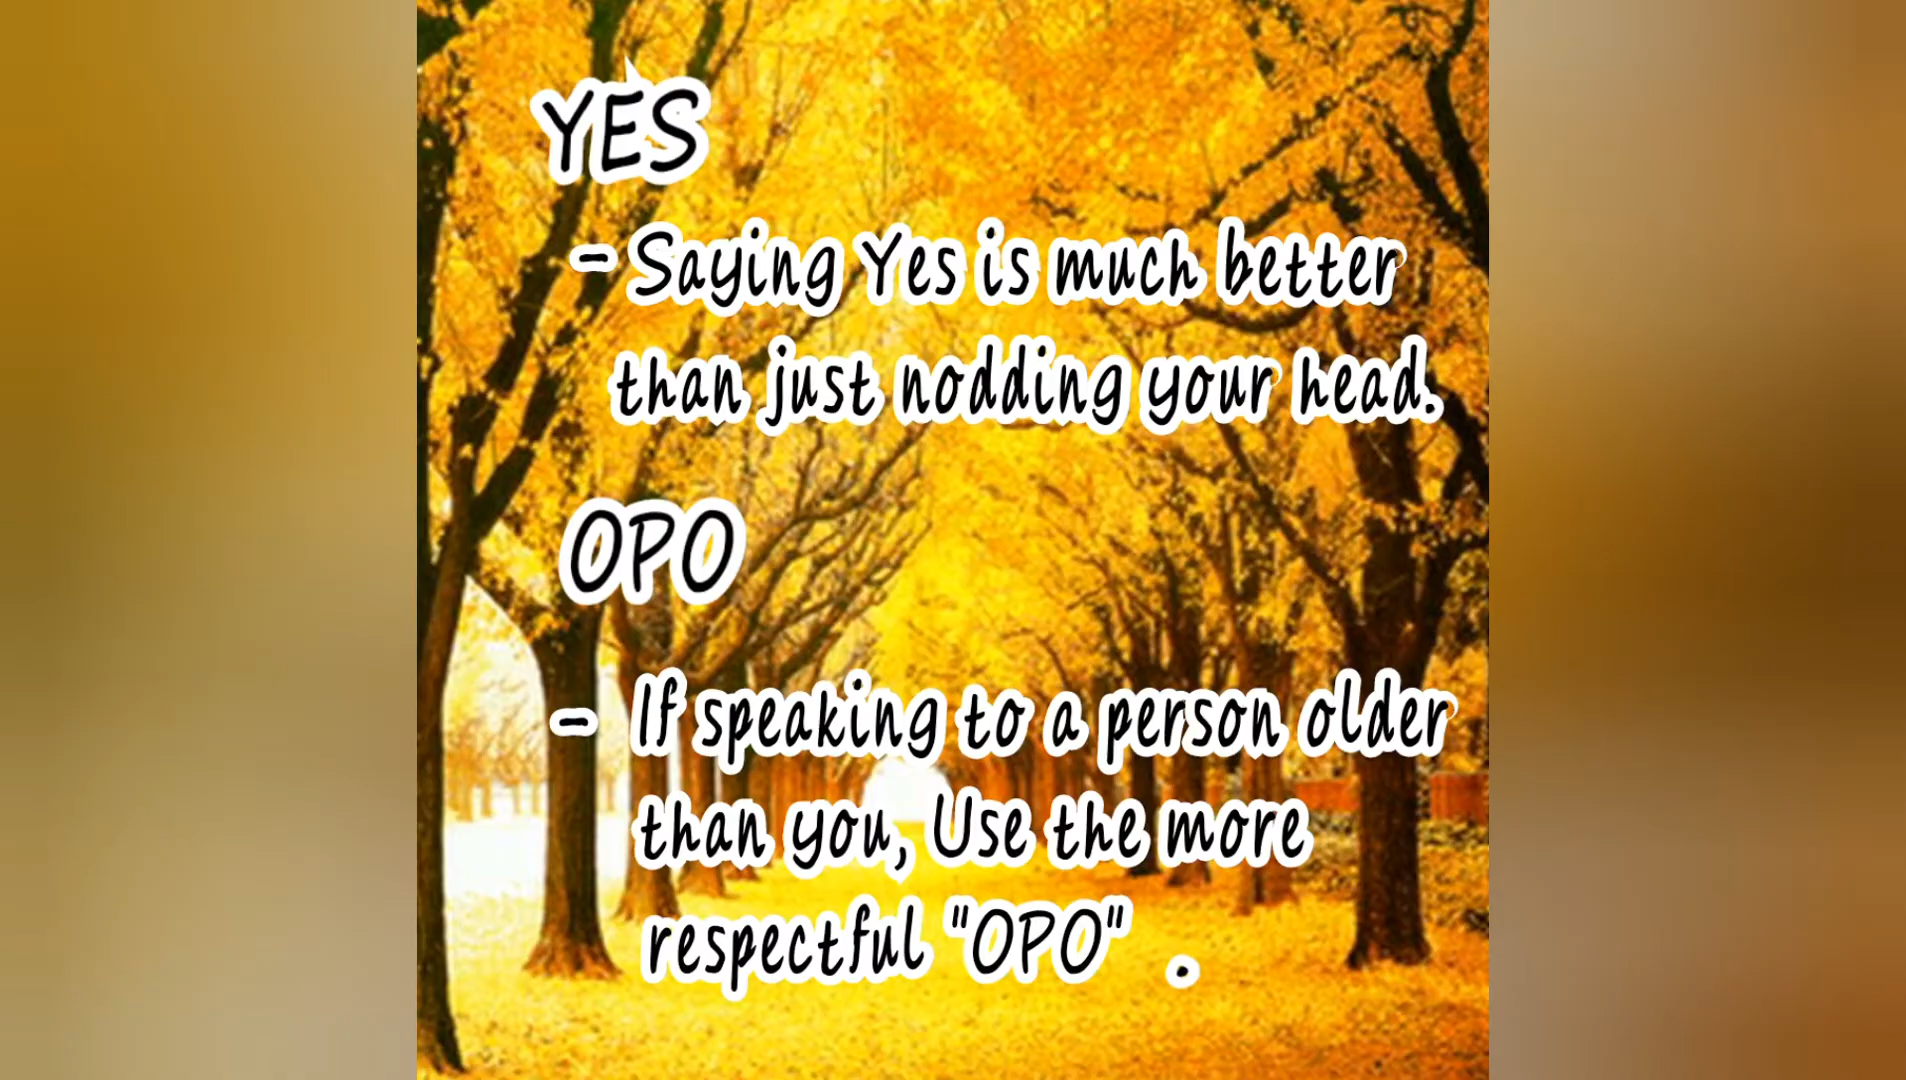 YES
- Saying Yes is much better
than just nodding your head.
OPO
- If speaking to a person older
than you, Use the more
respectful "OPO" .